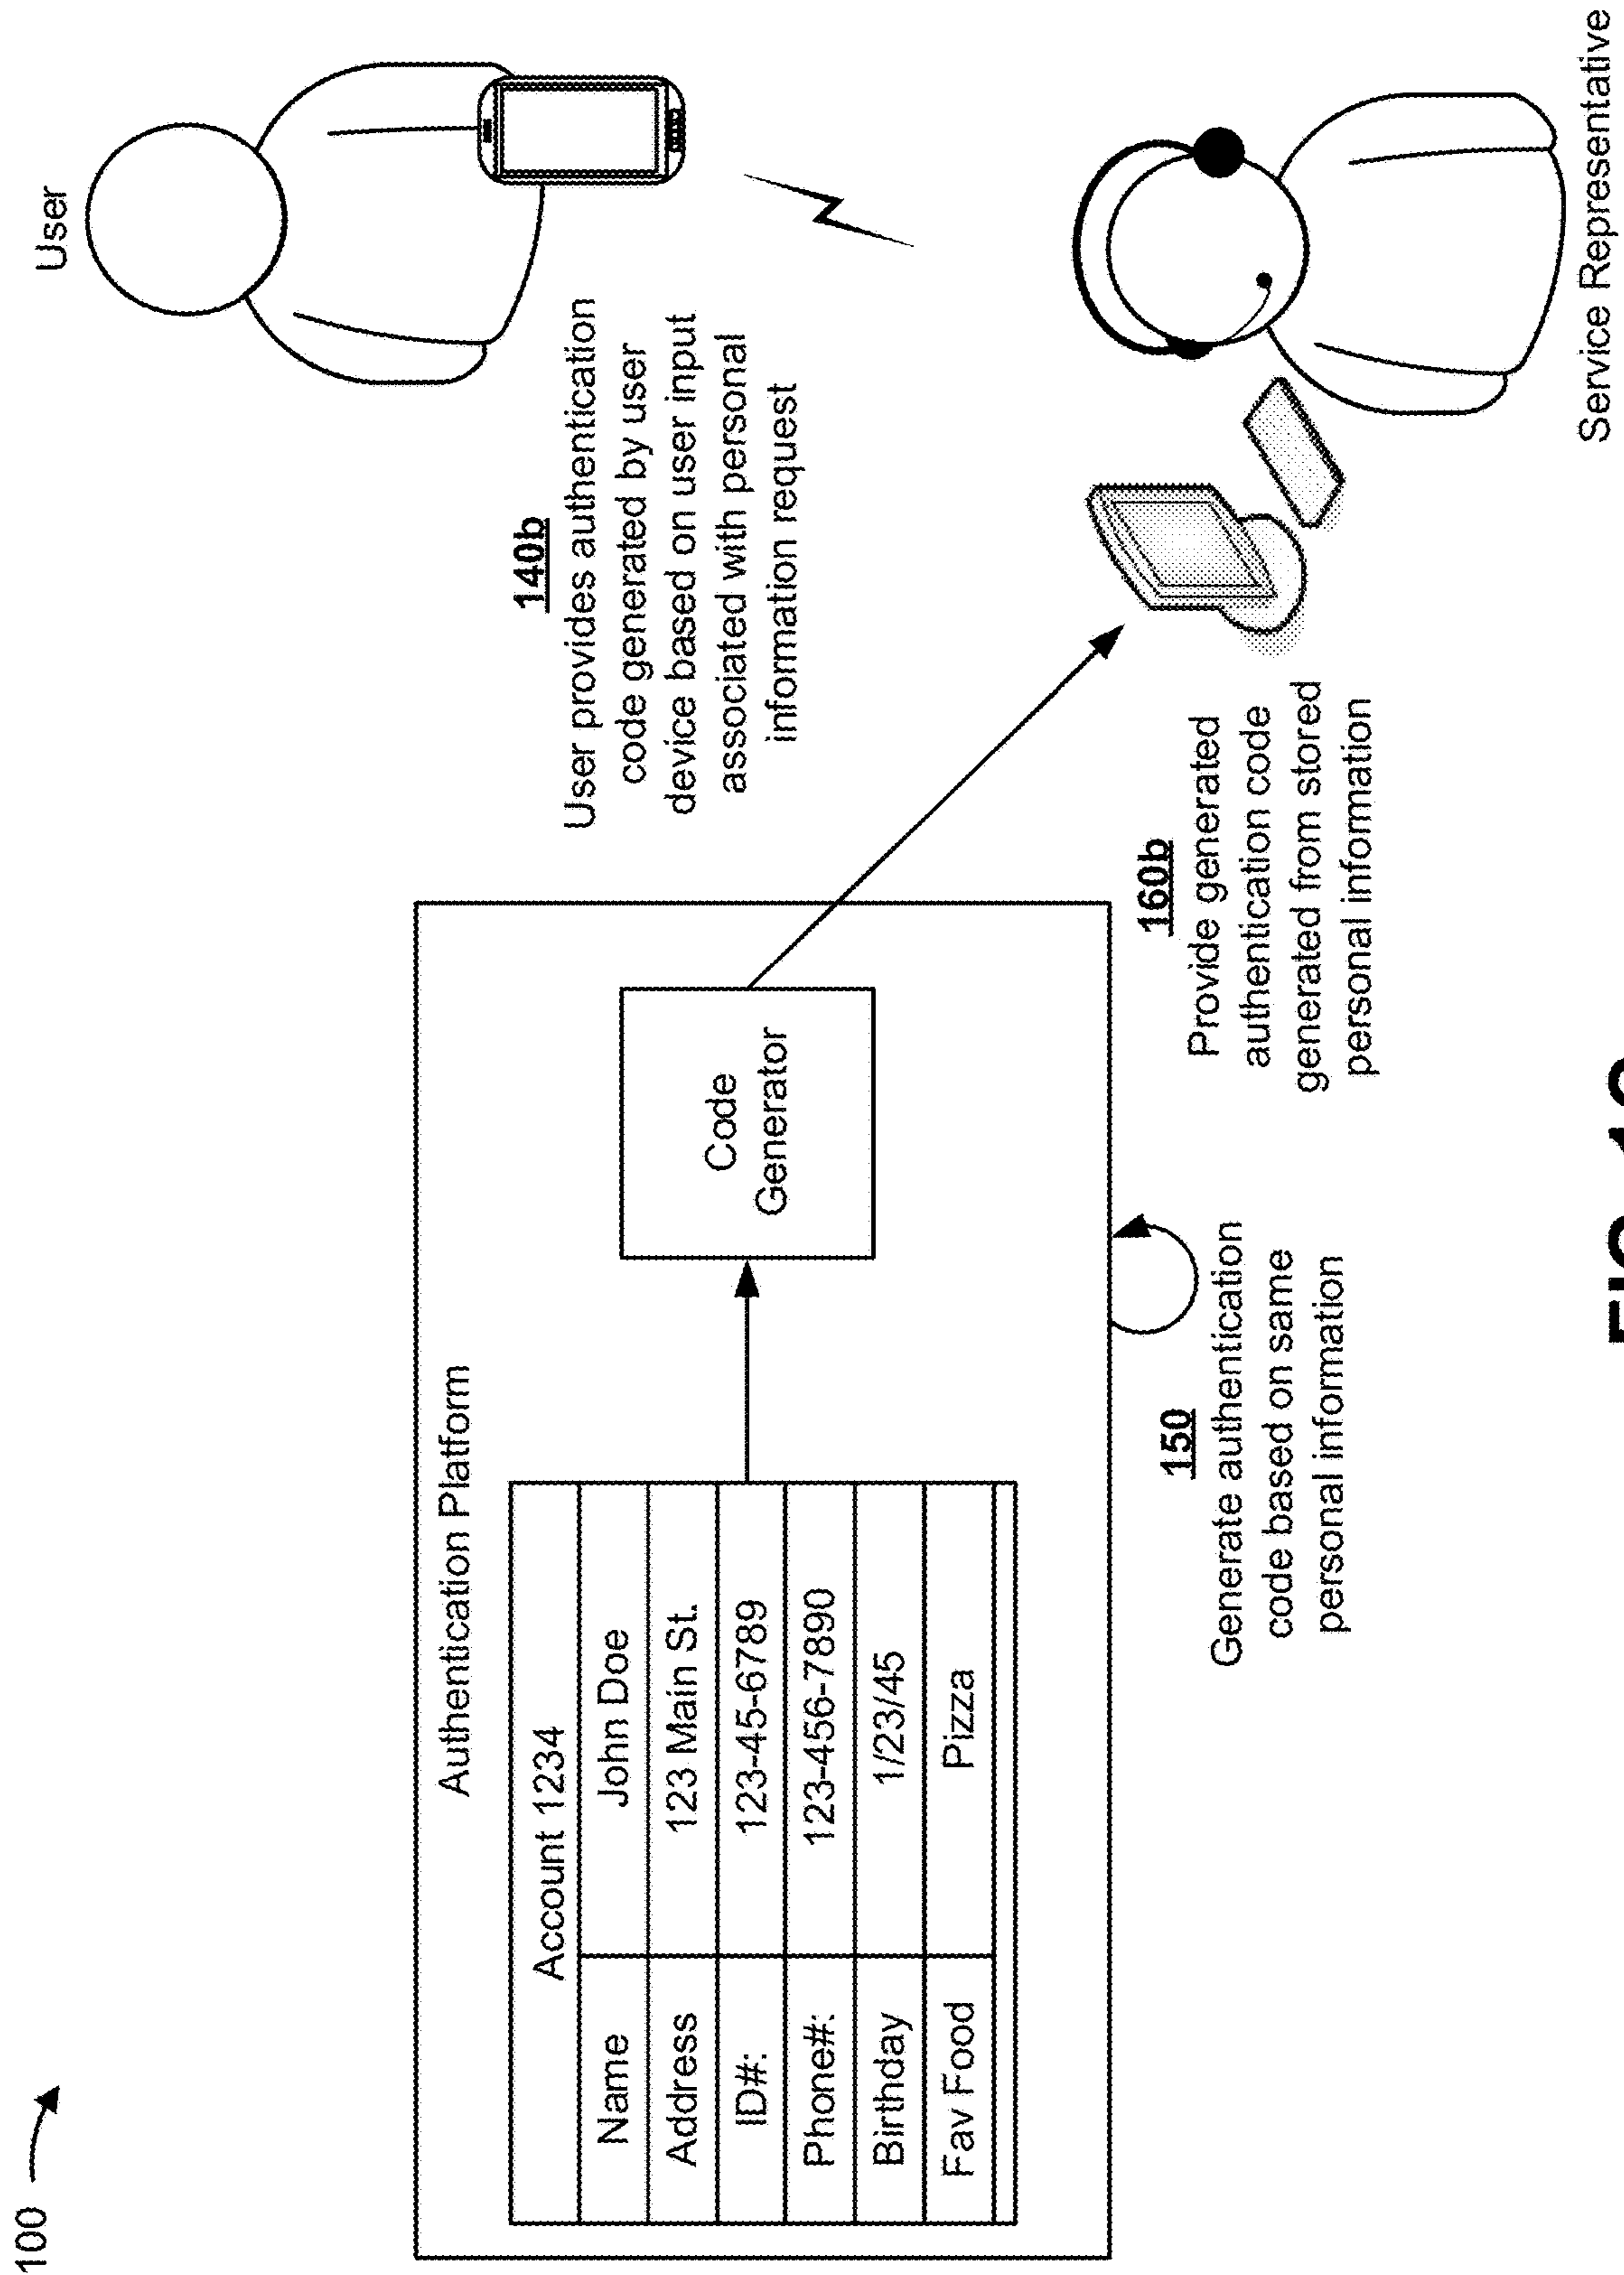 100
User
140b
User provides authentication
code generated by user
device based on user input
associated with personal
information request
Authentication Platform
Account 1234
Name John Doe
Address 123 Main St.
ID#: 123-45-6789
Phone#: 123-456-7890
Birthday 1/23/45
Fav Food Pizza
Code
Generator
150
Generate authentication
code based on same
personal information
160b
Provide generated
authentication code
generated from stored
personal information
Service Representative
FIG.